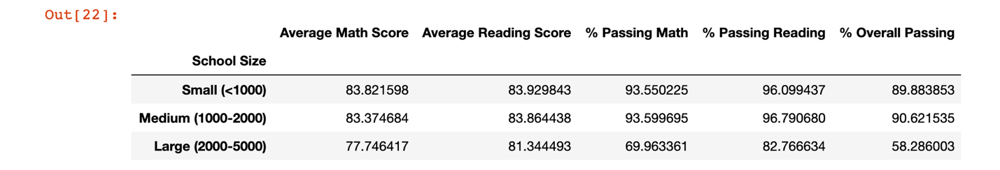 Out[22]:
Average Math Score Average Reading Score % Passing Math % Passing Reading % Overall Passing
School Size
Small (<1000) 83.821598 83.929843 93.550225 96.099437 89.883853
Medium (1000-2000) 83.374684 83.864438 93.599695 96.790680 90.621535
Large (2000-5000) 77.746417 81.344493 69.963361 82.766634 58.286003